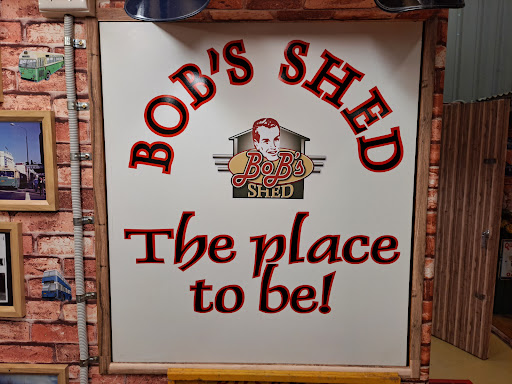 BOB'S SHED
BoB's
SHED
The place
to be!